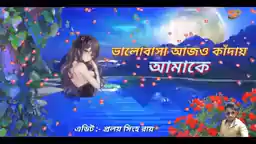 ভালোবাসা আজও কাঁদায়
আমাকে
এডিট :- প্রলয় সিংহ রায়